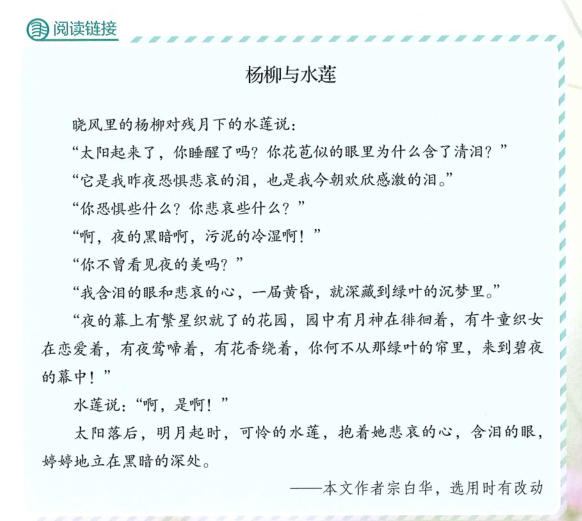 阅读链接
杨柳与水莲
晓风里的杨柳对残月下的水莲说：
“太阳起来了，你睡醒了吗？你花苞似的眼里为什么含了清泪？”
“它是我昨夜恐惧悲哀的泪，也是我今朝欢欣感激的泪。”
“你恐惧些什么？你悲哀些什么？”
“啊，夜的黑暗啊，污泥的冷湿啊！”
“你不曾看见夜的美吗？”
“我含泪的眼和悲哀的心，一届黄昏，就深藏到绿叶的沉梦里。”
“夜的幕上有繁星织就了的花园，园中有月神在徘徊着，有牛童织女
在恋爱着，有夜莺啼着，有花香绕着，你何不从那绿叶的帘里，来到碧夜
的幕中！”
水莲说：“啊，是啊！”
太阳落后，明月起时，可怜的水莲，抱着她悲哀的心，含泪的眼，
婷婷地立在黑暗的深处。
——本文作者宗白华，选用时有改动